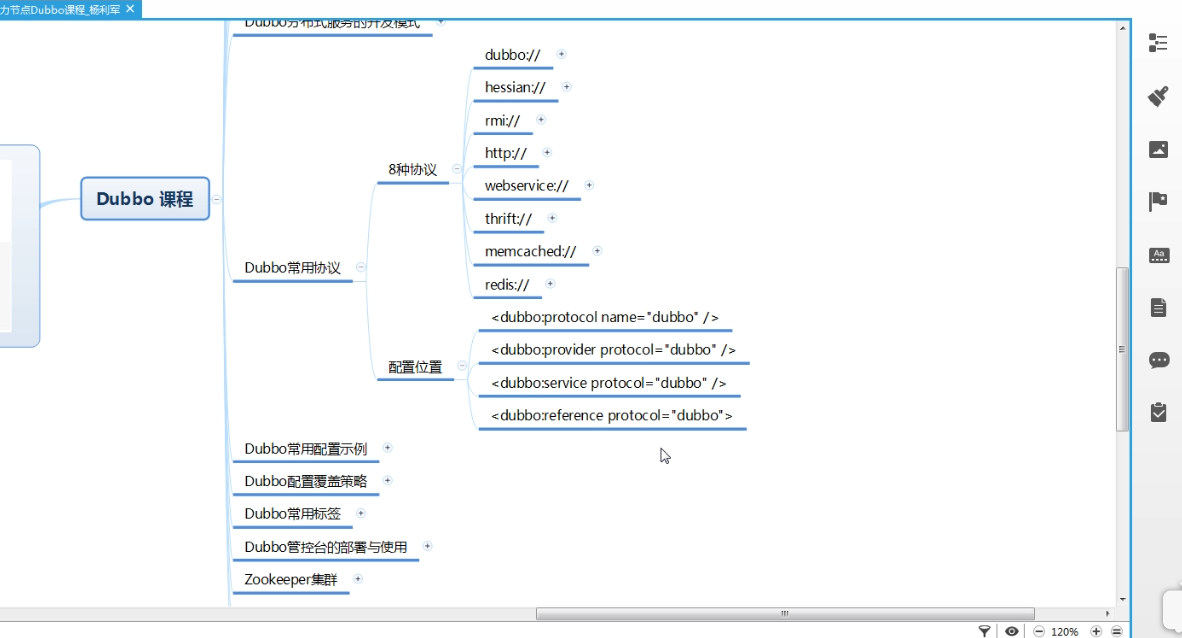 力节点Dubbo课程_杨利军
Dubbo分布式服务的开发模式
dubbo://
hessian://
rmi://
http://
8种协议
webservice://
Dubbo 课程
thrift://
memcached://
Dubbo常用协议
redis://
<dubbo:protocol name="dubbo" />
<dubbo:provider protocol="dubbo" />
配置位置
<dubbo:service protocol="dubbo" />
<dubbo:reference protocol="dubbo">
Dubbo常用配置示例
Dubbo配置覆盖策略
Dubbo常用标签
Dubbo管控台的部署与使用
Zookeeper集群
Aa
120%